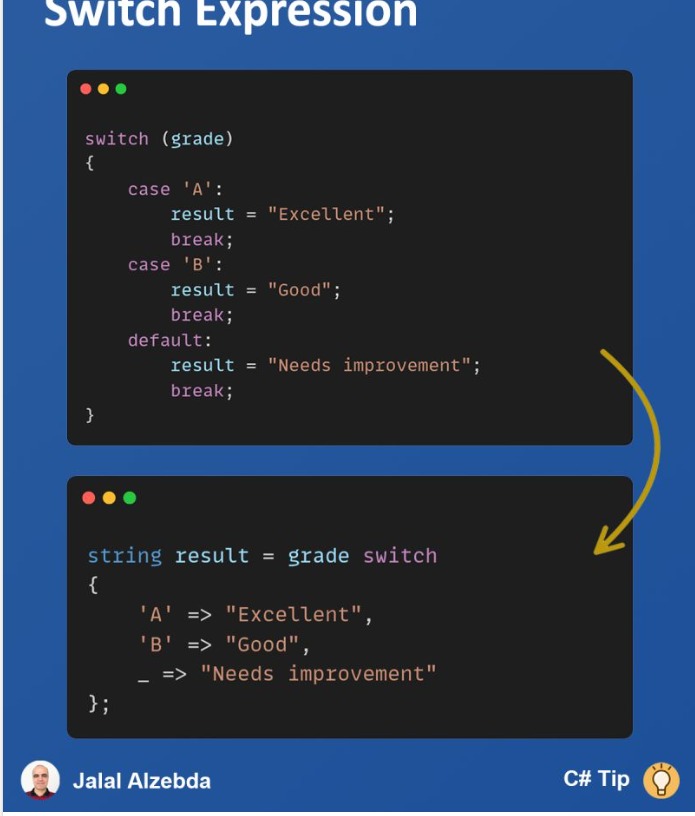 Switch Expression
switch (grade)
{
    case 'A':
        result = "Excellent";
        break;
    case 'B':
        result = "Good";
        break;
    default:
        result = "Needs improvement";
        break;
}
string result = grade switch
{
    'A' => "Excellent",
    'B' => "Good",
    _ => "Needs improvement"
};
Jalal Alzebda
C# Tip